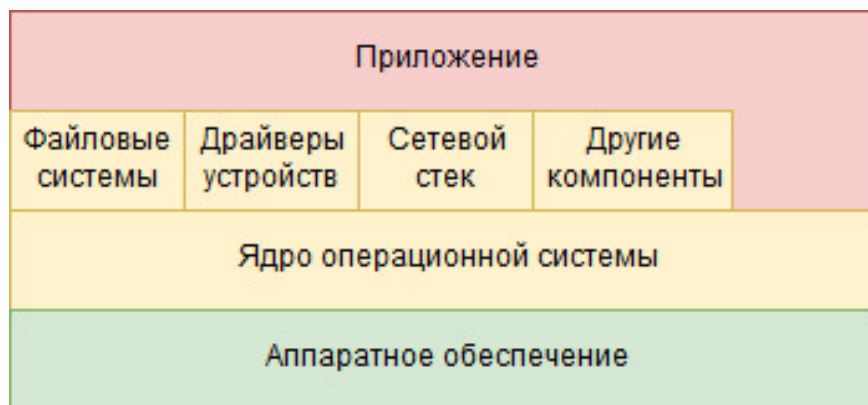 Приложение
Файловые системы
Драйверы устройств
Сетевой стек
Другие компоненты
Ядро операционной системы
Аппаратное обеспечение